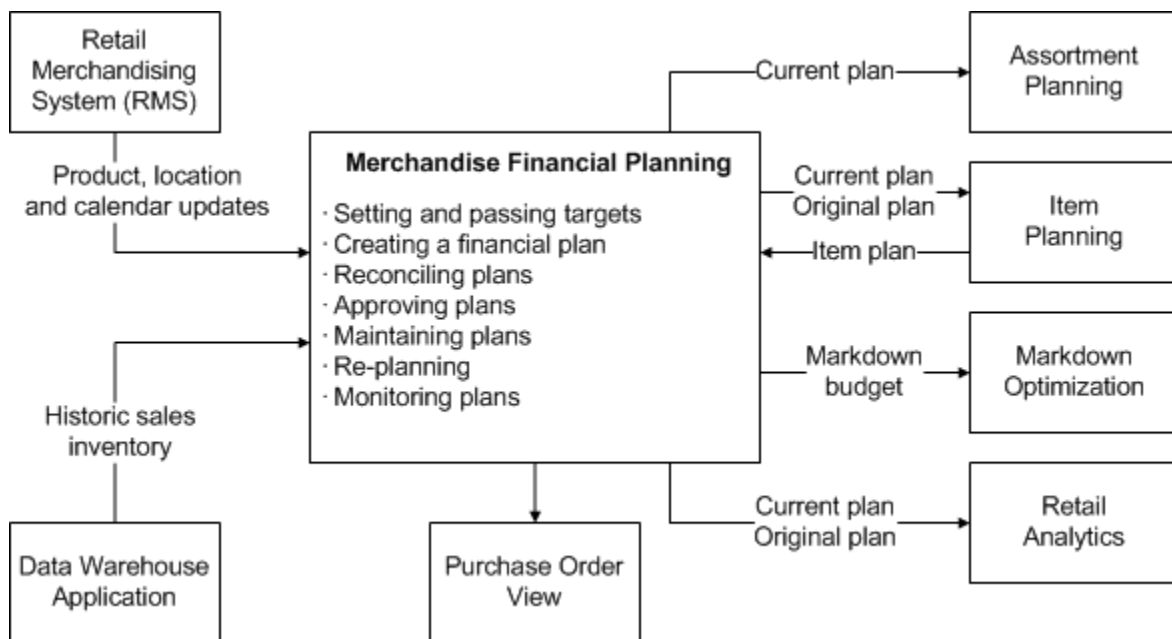 Retail
Merchandising
System (RMS)
Product, location
and calendar updates
Historic sales
inventory
Data Warehouse
Application
Merchandise Financial Planning
· Setting and passing targets
· Creating a financial plan
· Reconciling plans
· Approving plans
· Maintaining plans
· Re-planning
· Monitoring plans
Purchase Order
View
Current plan
Assortment
Planning
Current plan
Original plan
Item plan
Item
Planning
Markdown
budget
Markdown
Optimization
Current plan
Original plan
Retail
Analytics